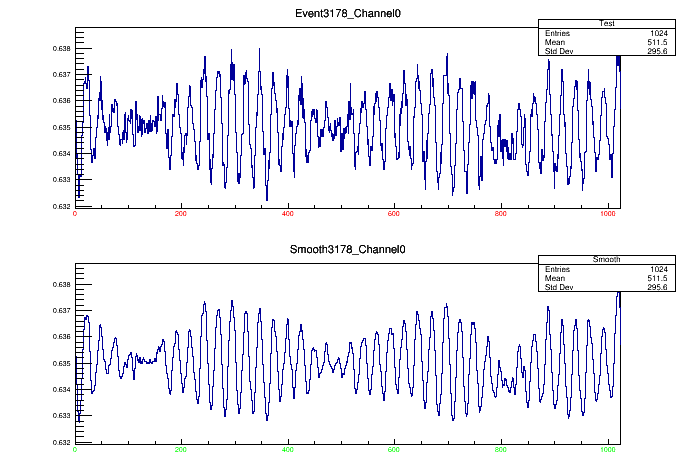 Event3178_Channel0
Test
Entries 1024
Mean 511.5
Std Dev 295.6
0.638
0.637
0.636
0.635
0.634
0.633
0.632
0 200 400 600 800 1000
Smooth3178_Channel0
Smooth
Entries 1024
Mean 511.5
Std Dev 295.6
0.638
0.637
0.636
0.635
0.634
0.633
0.632
0 200 400 600 800 1000